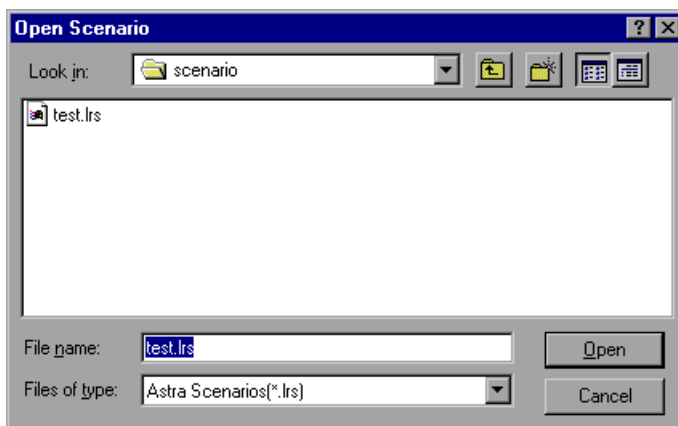 Open Scenario
Look in: scenario
test.lrs
File name: test.lrs Open
Files of type: Astra Scenarios(*.lrs) Cancel